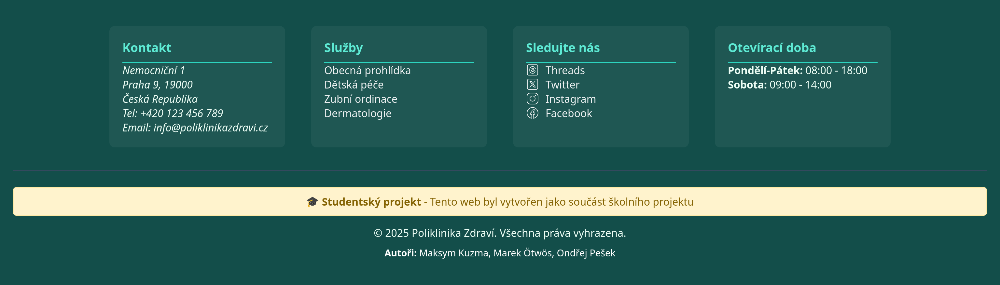 Kontakt
Nemocniční 1
Praha 9, 19000
Česká Republika
Tel: +420 123 456 789
Email: info@poliklinikazdravi.cz
Služby
Obecná prohlídka
Dětská péče
Zubní ordinace
Dermatologie
Sledujte nás
Threads
Twitter
Instagram
Facebook
Otevírací doba
Pondělí-Pátek: 08:00 - 18:00
Sobota: 09:00 - 14:00
🎓 Studentský projekt - Tento web byl vytvořen jako součást školního projektu
© 2025 Poliklinika Zdraví. Všechna práva vyhrazena.
Autoři: Maksym Kuzma, Marek Ötwös, Ondřej Pešek